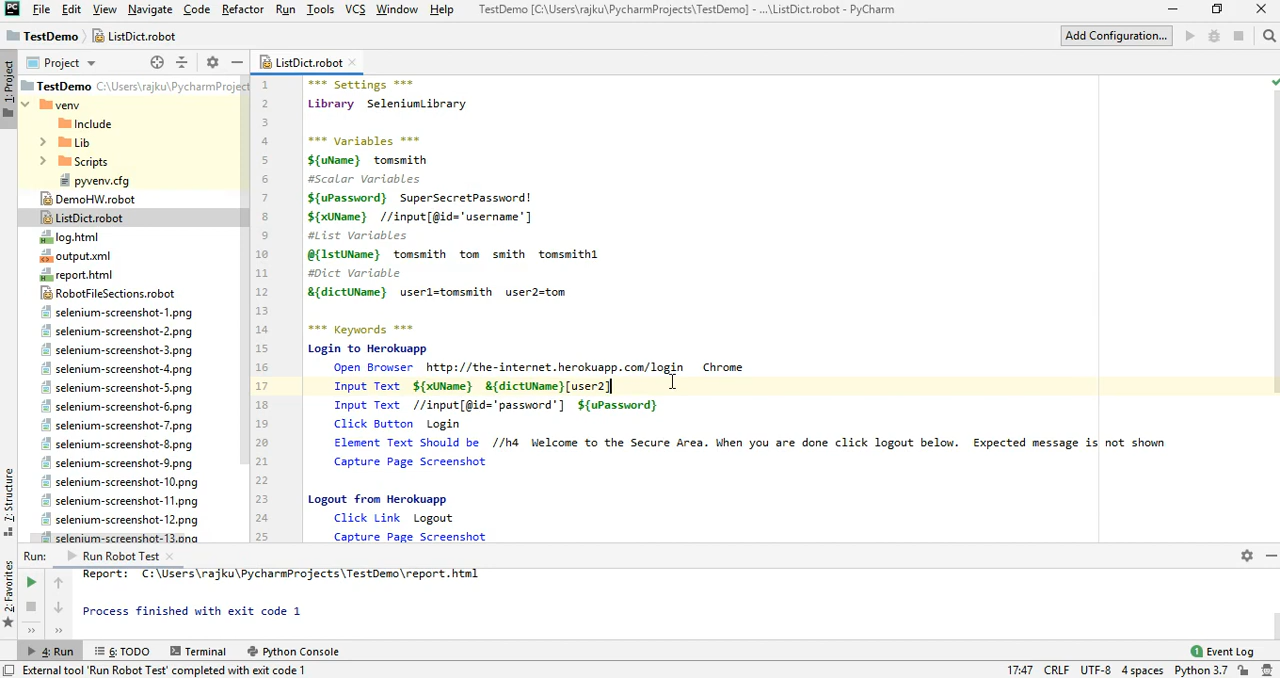 File Edit View Navigate Code Refactor Run Tools VCS Window Help TestDemo [C:\Users\rajku\PycharmProjects\TestDemo] - ...\ListDict.robot - PyCharm
TestDemo ListDict.robot Add Configuration...
1: Project
Project
ListDict.robot
TestDemo C:\Users\rajku\PycharmProject
venv
Include
Lib
Scripts
pyvenv.cfg
DemoHW.robot
ListDict.robot
log.html
output.xml
report.html
RobotFileSections.robot
selenium-screenshot-1.png
selenium-screenshot-2.png
selenium-screenshot-3.png
selenium-screenshot-4.png
selenium-screenshot-5.png
selenium-screenshot-6.png
selenium-screenshot-7.png
selenium-screenshot-8.png
selenium-screenshot-9.png
selenium-screenshot-10.png
selenium-screenshot-11.png
selenium-screenshot-12.png
selenium-screenshot-13.png
1 *** Settings ***
2 Library SeleniumLibrary
3
4 *** Variables ***
5 ${uName} tomsmith
6 #Scalar Variables
7 ${uPassword} SuperSecretPassword!
8 ${xUName} //input[@id='username']
9 #List Variables
10 @{lstUName} tomsmith tom smith tomsmith1
11 #Dict Variable
12 &{dictUName} user1=tomsmith user2=tom
13
14 *** Keywords ***
15 Login to Herokuapp
16 Open Browser http://the-internet.herokuapp.com/login Chrome
17 Input Text ${xUName} &{dictUName}[user2]
18 Input Text //input[@id='password'] ${uPassword}
19 Click Button Login
20 Element Text Should be //h4 Welcome to the Secure Area. When you are done click logout below. Expected message is not shown
21 Capture Page Screenshot
22
23 Logout from Herokuapp
24 Click Link Logout
25 Capture Page Screenshot
7: Structure
2: Favorites
Run: Run Robot Test
Report: C:\Users\rajku\PycharmProjects\TestDemo\report.html
Process finished with exit code 1
4: Run 6: TODO Terminal Python Console 1 Event Log
External tool 'Run Robot Test' completed with exit code 1 17:47 CRLF UTF-8 4 spaces Python 3.7